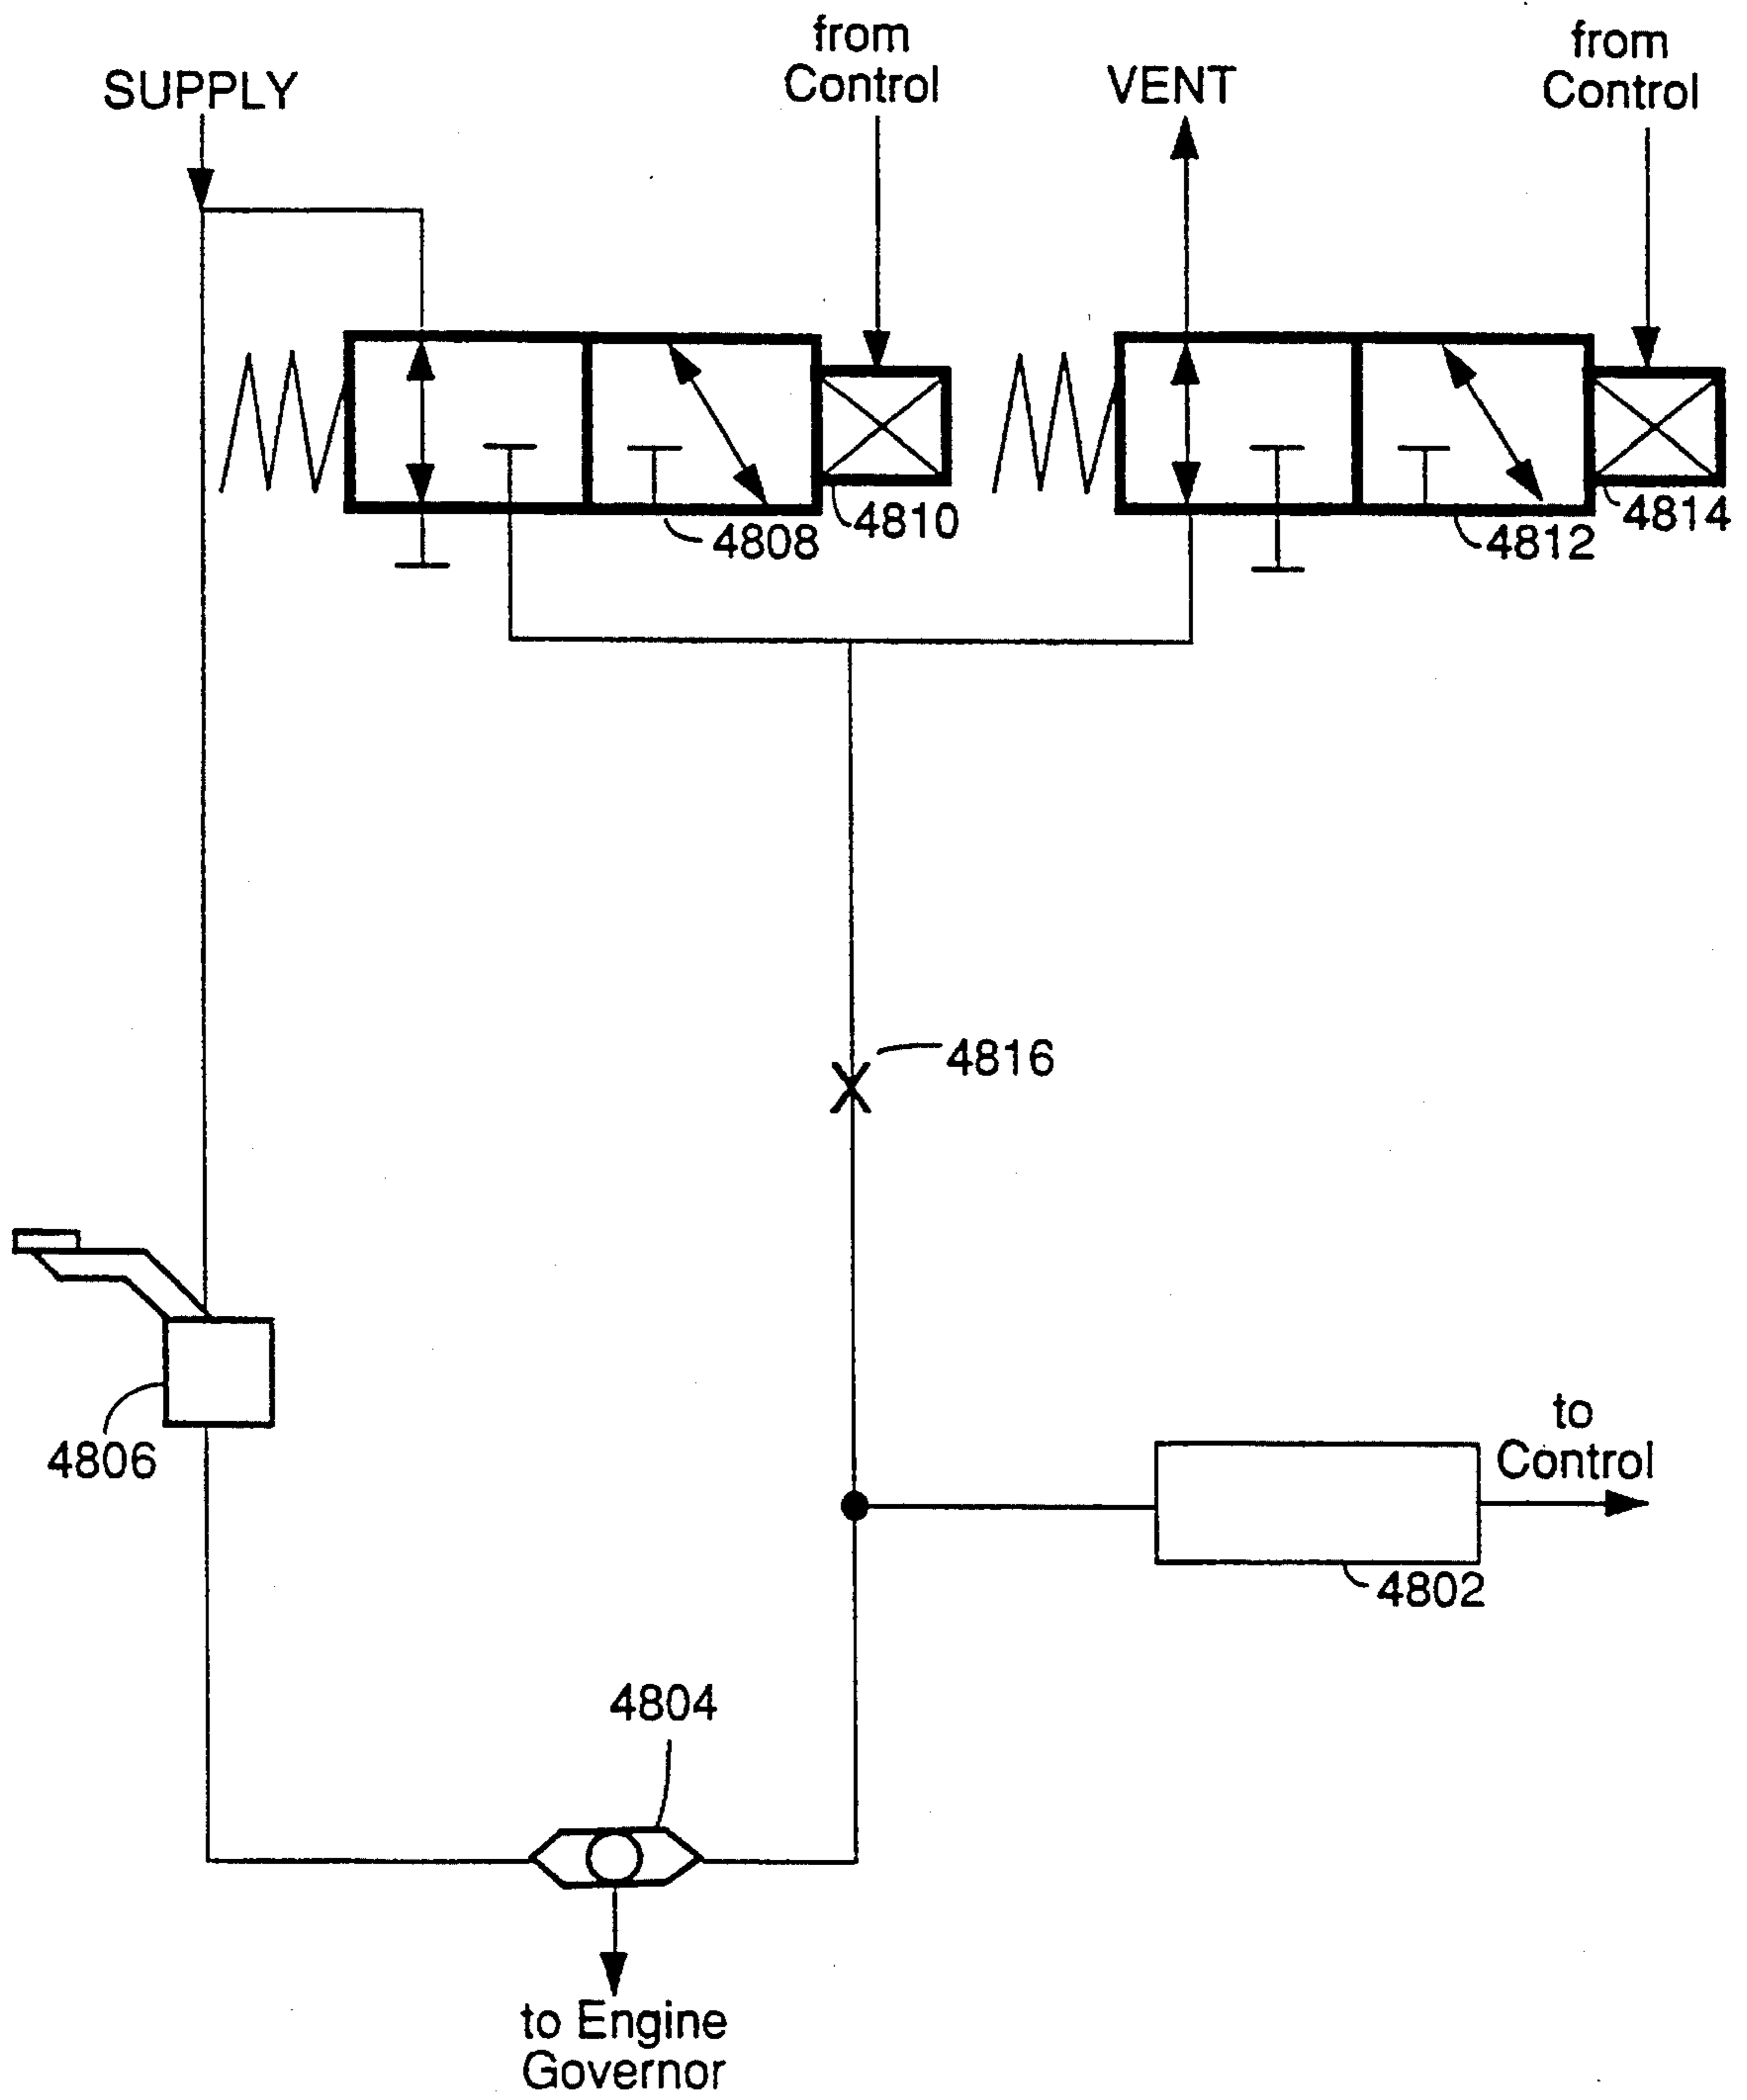 SUPPLY
from
Control
VENT
from
Control
4810
4808
4814
4812
4816
4806
to
Control
4802
4804
to Engine
Governor